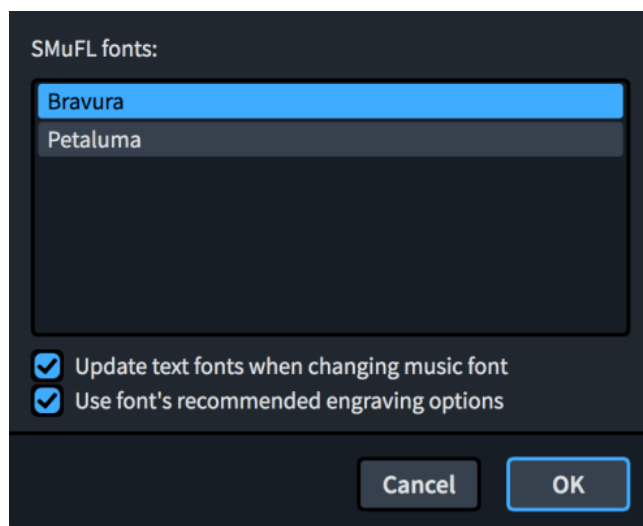 SMuFL fonts:
Bravura
Petaluma
Update text fonts when changing music font
Use font's recommended engraving options
Cancel OK